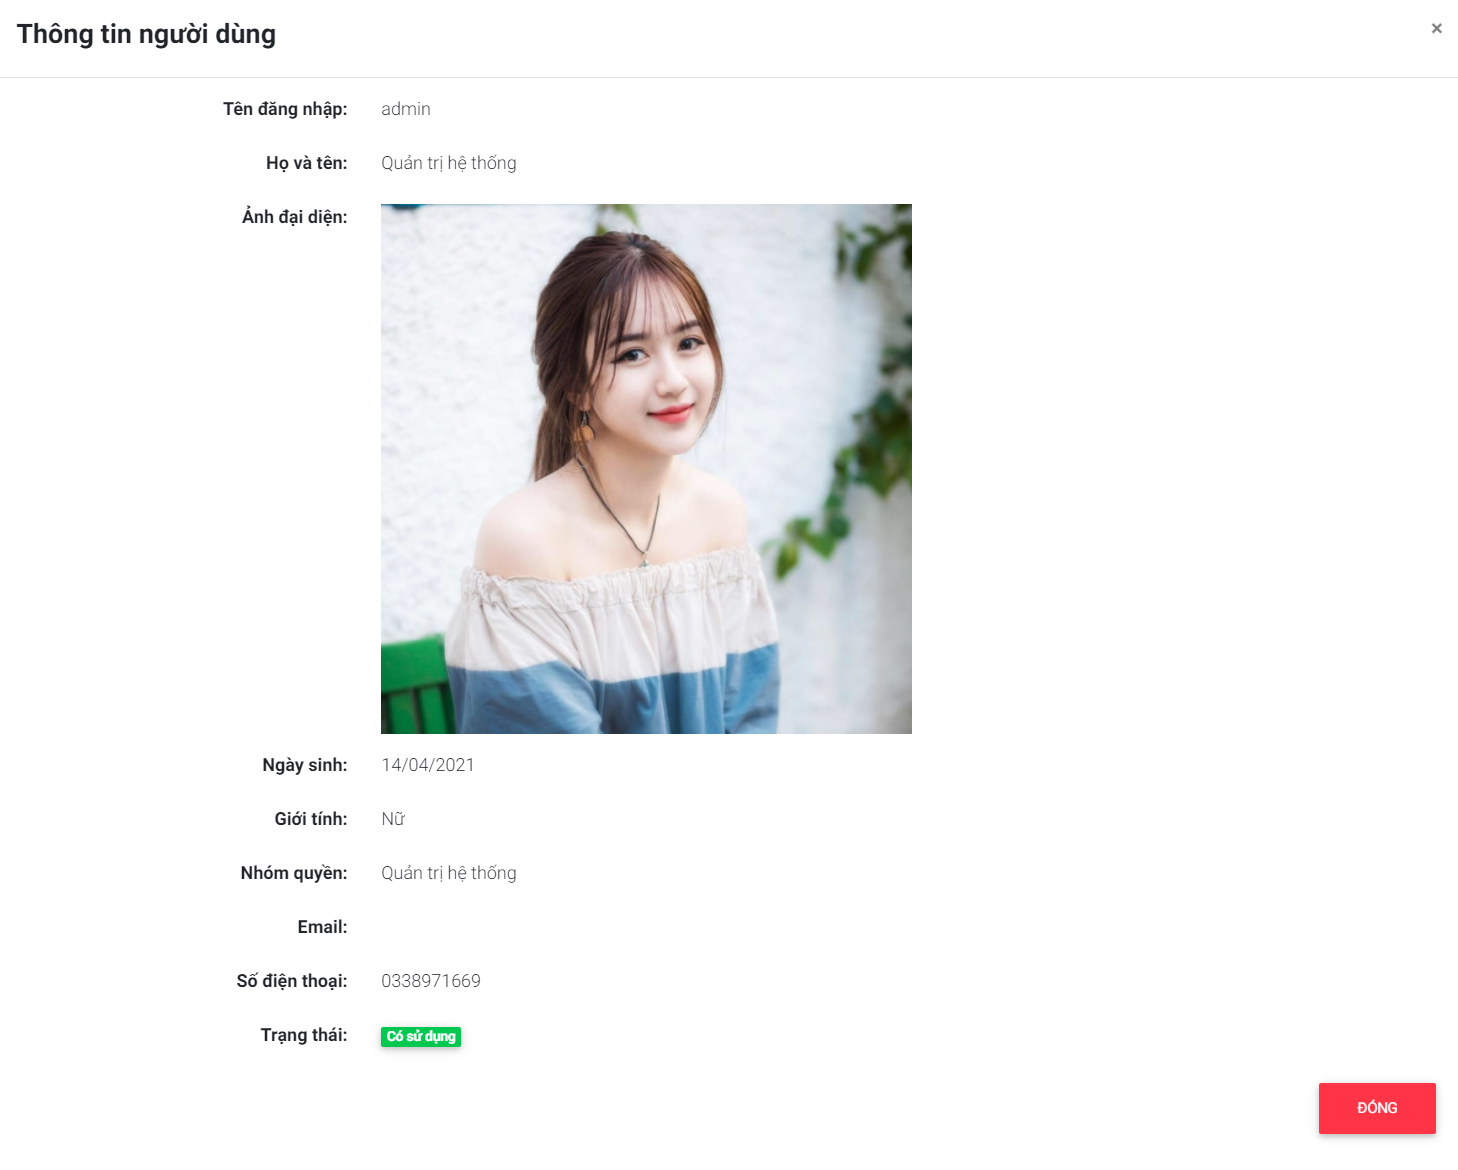 Thông tin người dùng ×
Tên đăng nhập: admin
Họ và tên: Quản trị hệ thống
Ảnh đại diện:
Ngày sinh: 14/04/2021
Giới tính: Nữ
Nhóm quyền: Quản trị hệ thống
Email:
Số điện thoại: 0338971669
Trạng thái: Có sử dụng
ĐÓNG